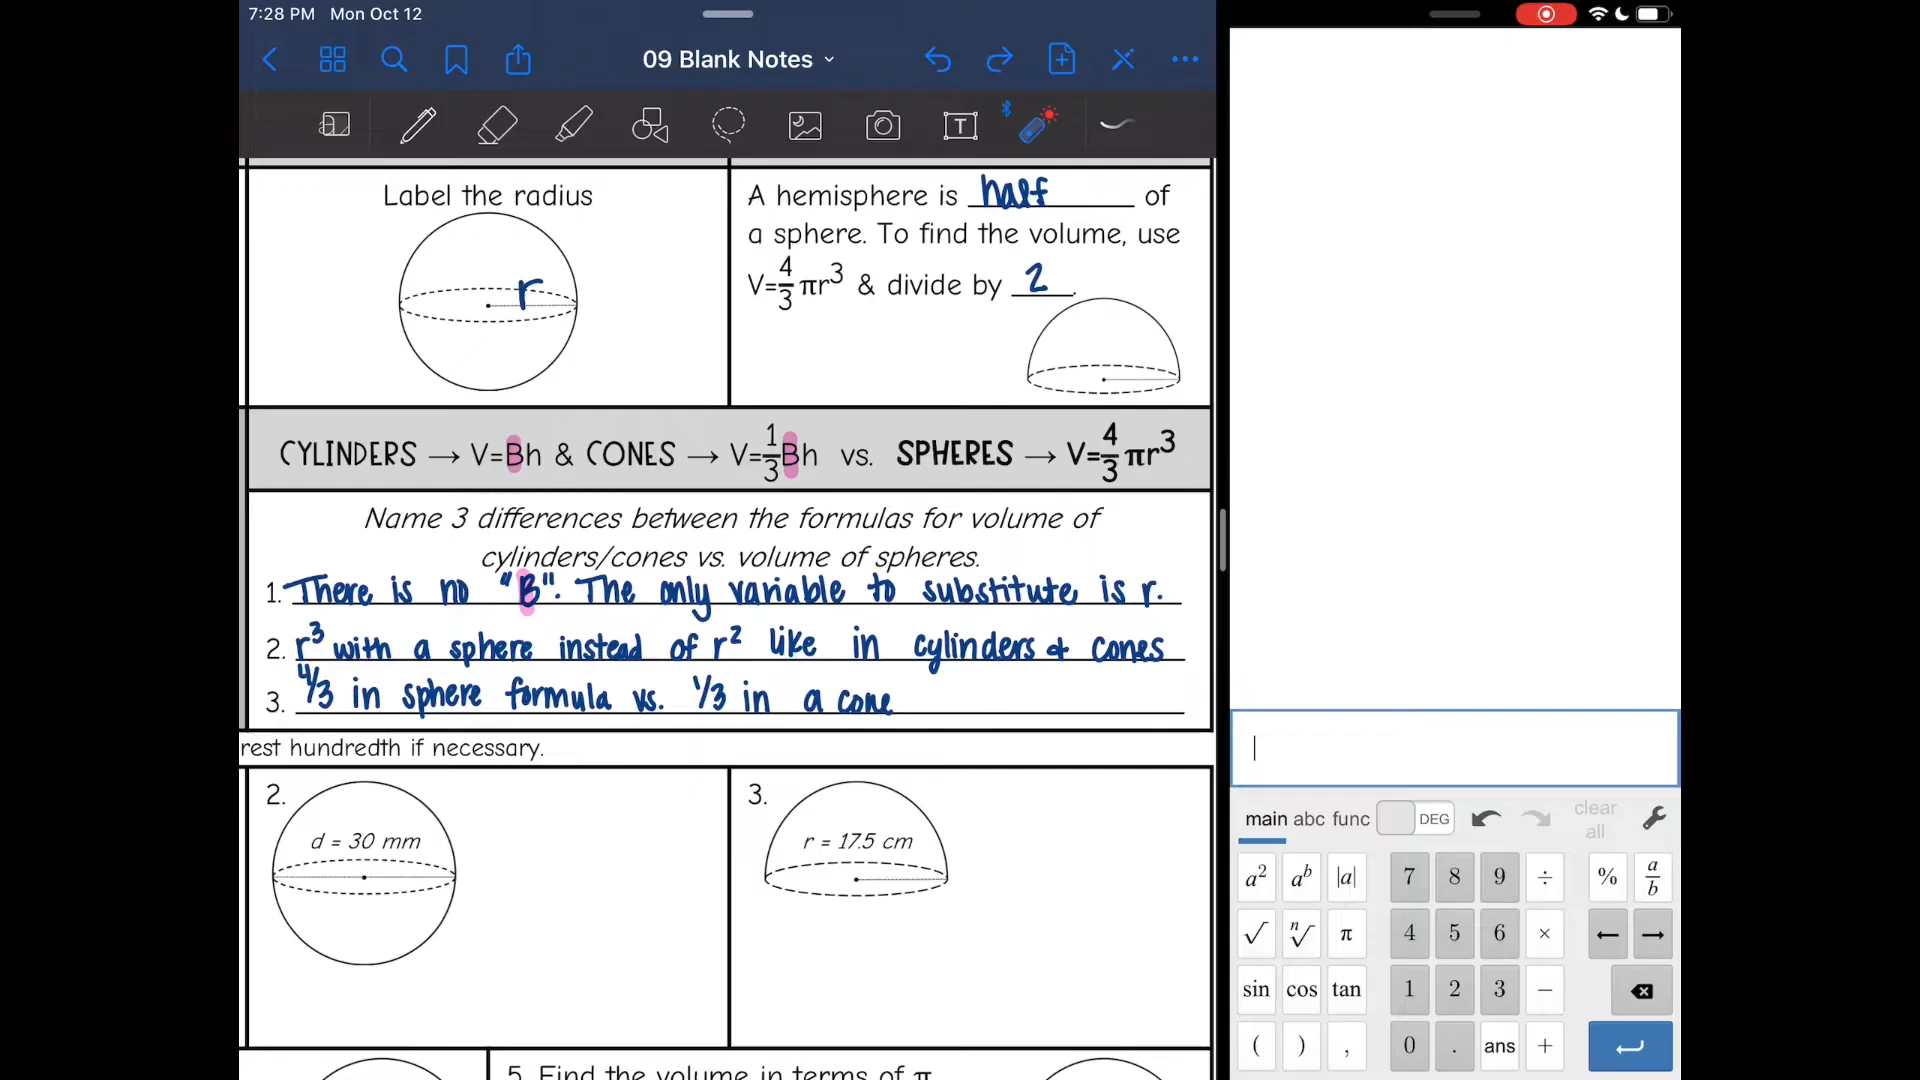 7:28 PM Mon Oct 12
09 Blank Notes
Label the radius
r
A hemisphere is half of
a sphere. To find the volume, use
V=4/3 πr³ & divide by 2.
CYLINDERS → V=Bh & CONES → V=1/3Bh vs. SPHERES → V=4/3 πr³
Name 3 differences between the formulas for volume of
cylinders/cones vs. volume of spheres.
1. There is no "B". The only variable to substitute is r.
2. r³ with a sphere instead of r² like in cylinders & cones
3. 4/3 in sphere formula vs. 1/3 in a cone
rest hundredth if necessary.
2.
d = 30 mm
3.
r = 17.5 cm
5. Find the volume in terms of π
main abc func DEG clear all
a² aᵇ |a| 7 8 9 ÷ % a/b
√ ⁿ√ π 4 5 6 × ← →
sin cos tan 1 2 3 −
( ) , 0 . ans +